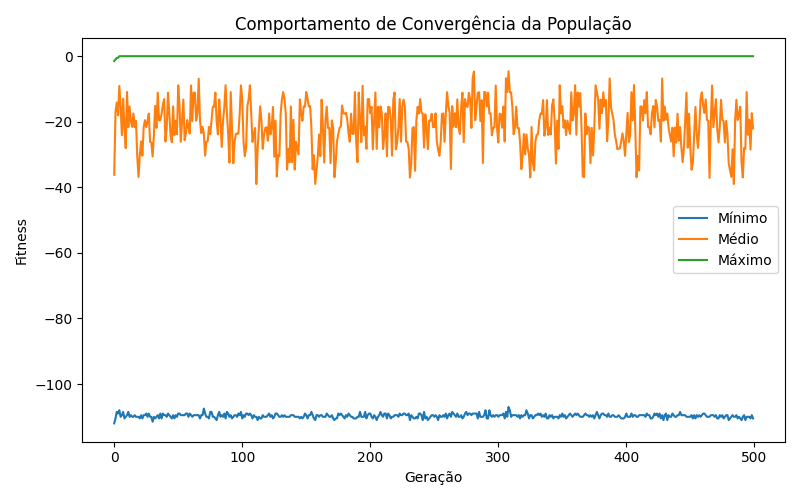 Comportamento de Convergência da População
0
−20
−40
−60
−80
−100
Fitness
Mínimo
Médio
Máximo
0
100
200
300
400
500
Geração